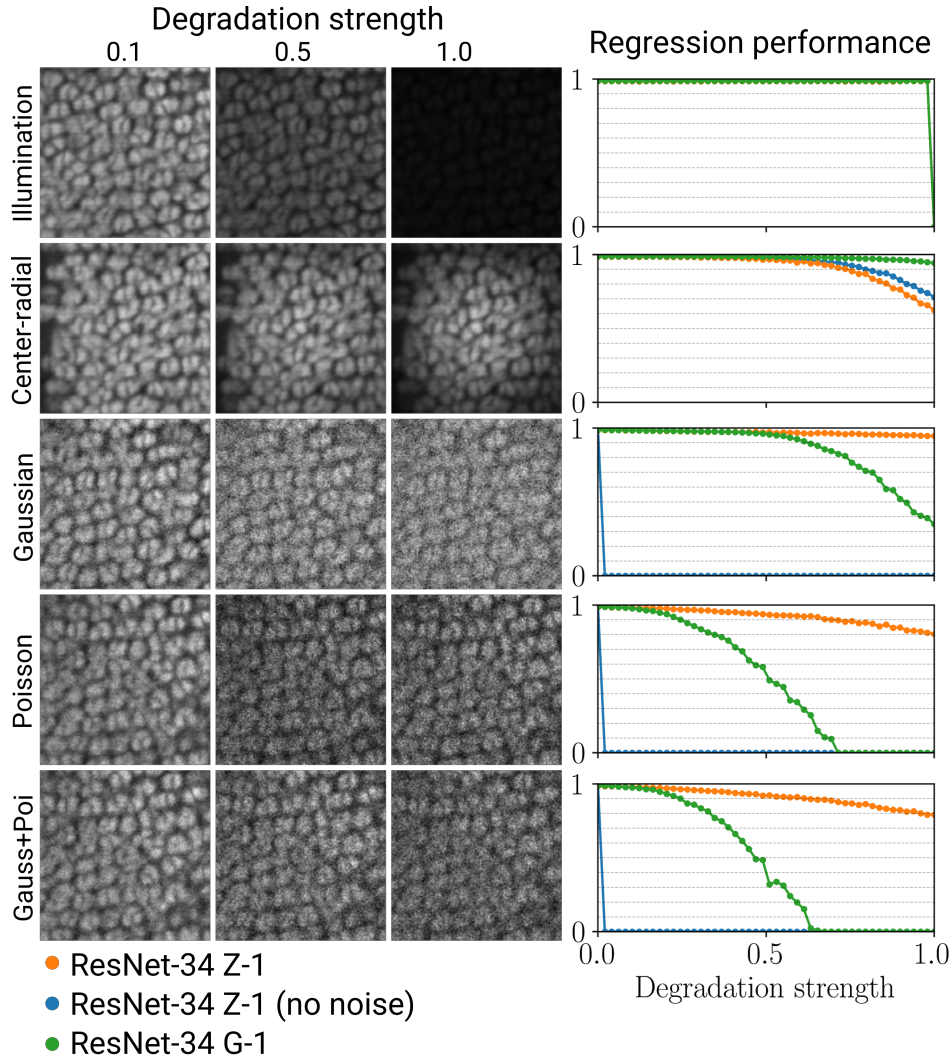 Degradation strength
0.1 0.5 1.0
Regression performance
Illumination
1
0
Center-radial
1
0
Gaussian
1
0
Poisson
1
0
Gauss+Poi
1
0
0.0 0.5 1.0
Degradation strength
ResNet-34 Z-1
ResNet-34 Z-1 (no noise)
ResNet-34 G-1